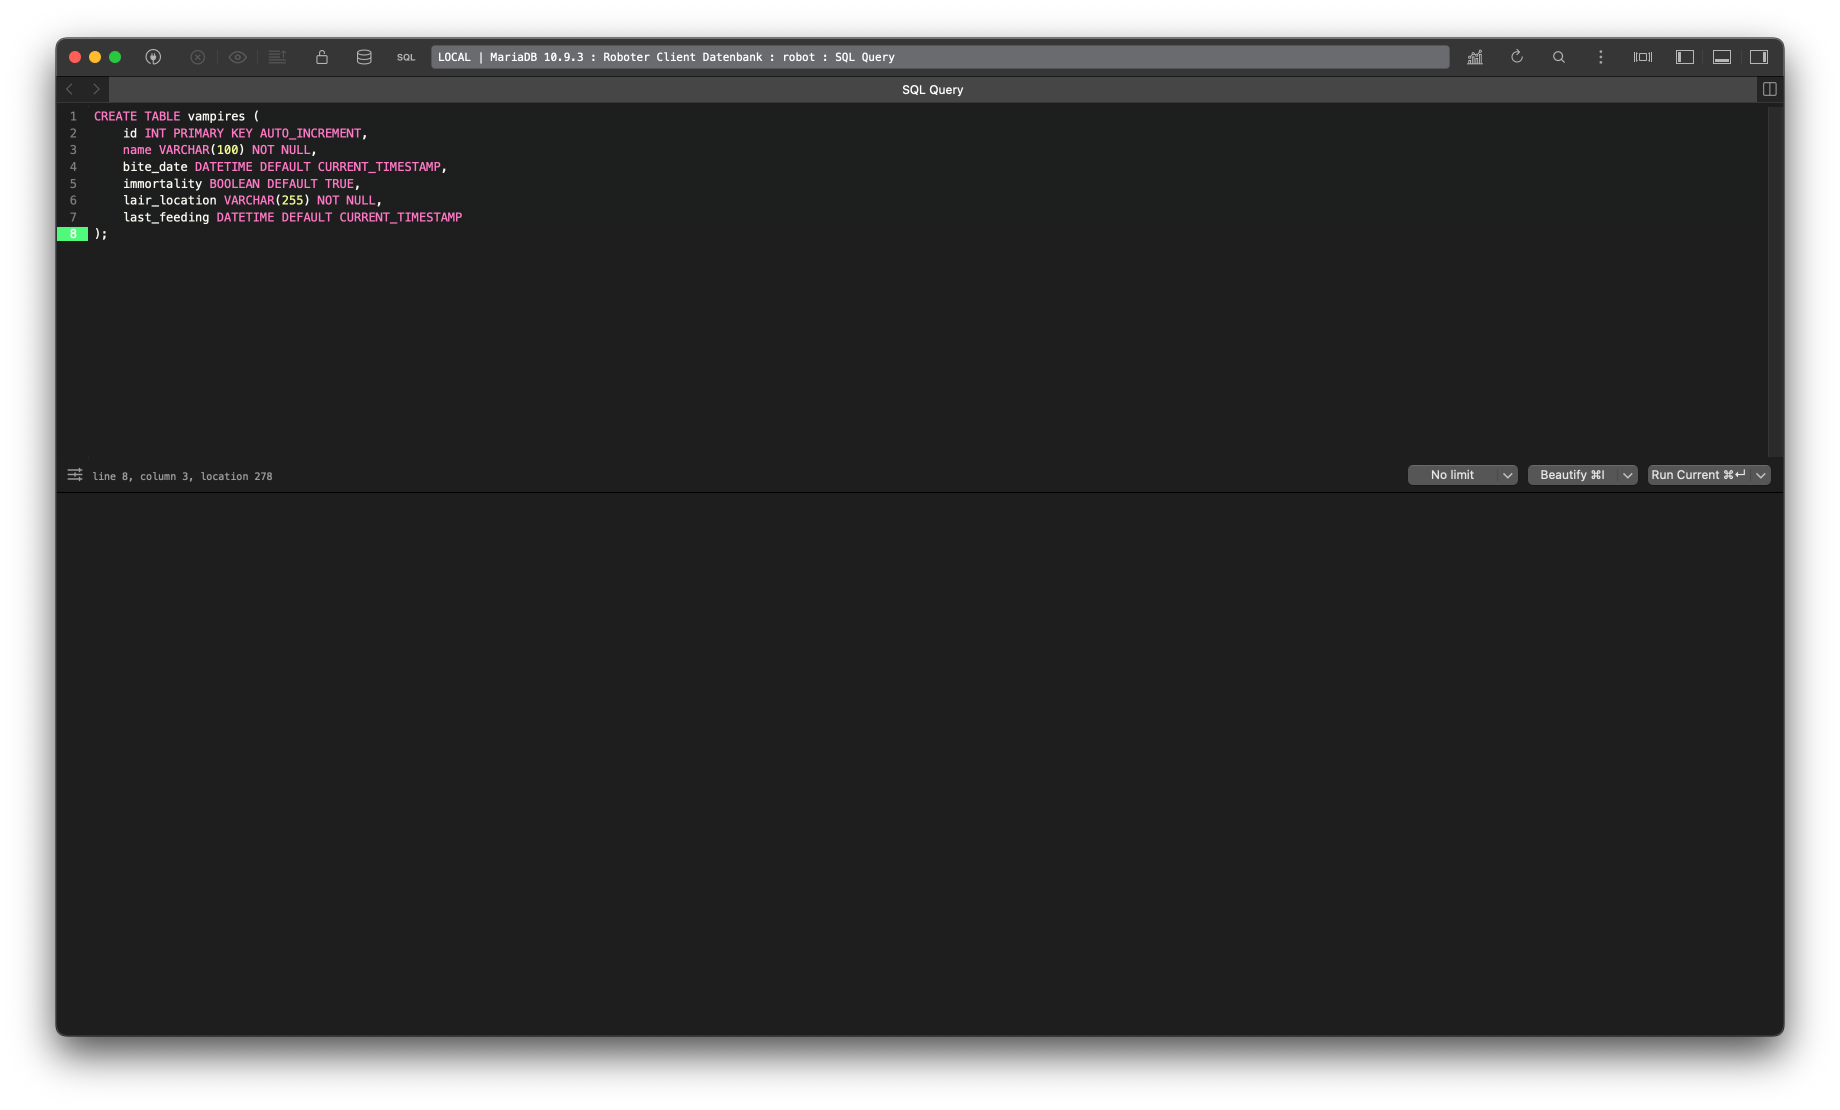 SQL LOCAL | MariaDB 10.9.3 : Roboter Client Datenbank : robot : SQL Query
SQL Query
1 CREATE TABLE vampires (
2 id INT PRIMARY KEY AUTO_INCREMENT,
3 name VARCHAR(100) NOT NULL,
4 bite_date DATETIME DEFAULT CURRENT_TIMESTAMP,
5 immortality BOOLEAN DEFAULT TRUE,
6 lair_location VARCHAR(255) NOT NULL,
7 last_feeding DATETIME DEFAULT CURRENT_TIMESTAMP
8 );
line 8, column 3, location 278 No limit Beautify ⌘I Run Current ⌘↵